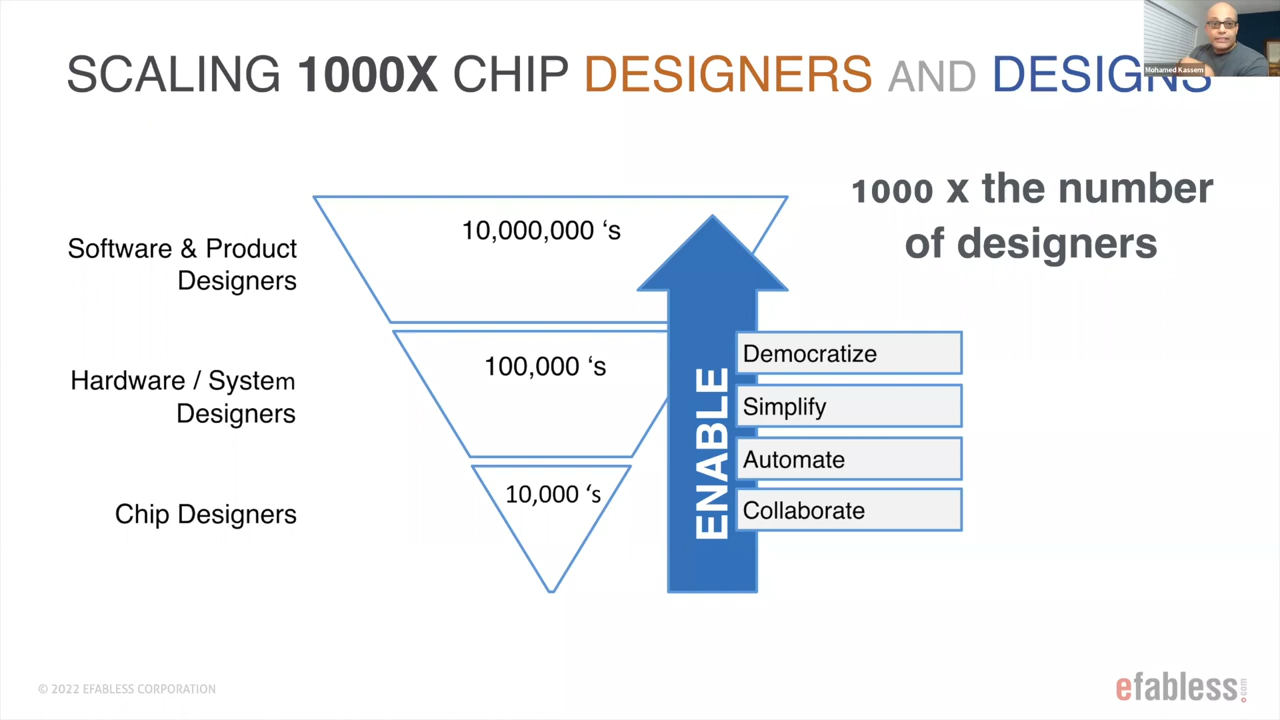 SCALING 1000X CHIP DESIGNERS AND DESIGNS
Mohamed Kassem
1000 x the number
of designers
Software & Product
Designers
10,000,000 ‘s
Hardware / System
Designers
100,000 ‘s
Chip Designers
10,000 ‘s
ENABLE
Democratize
Simplify
Automate
Collaborate
© 2022 EFABLESS CORPORATION
efabless.com